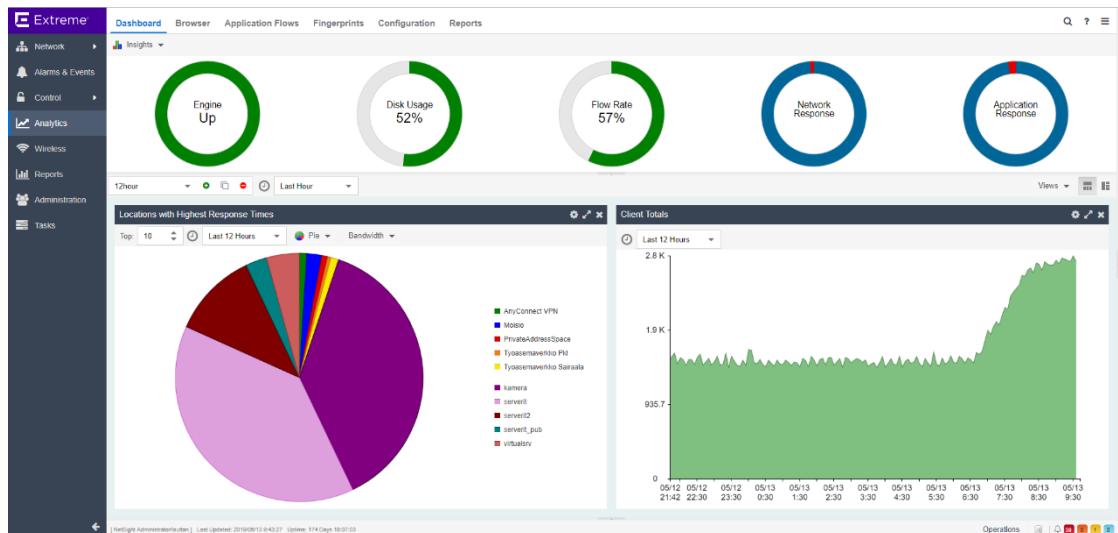 Extreme
Dashboard Browser Application Flows Fingerprints Configuration Reports
Network
Alarms & Events
Control
Analytics
Wireless
Reports
Administration
Tasks
Insights
Engine
Up
Disk Usage
52%
Flow Rate
57%
Network
Response
Application
Response
12hour
Last Hour
Views
Locations with Highest Response Times
Top: 10 Last 12 Hours Pie Bandwidth
AnyConnect VPN
Moisio
PrivateAddressSpace
Tyoasemaverkko Pkl
Tyoasemaverkko Sairaala
kamera
serverit
serverit2
serverit_pub
virtualsrv
Client Totals
Last 12 Hours
2.8 K
1.9 K
935.7
0
05/12 05/12 05/12 05/13 05/13 05/13 05/13 05/13 05/13 05/13 05/13 05/13 05/13
21:42 22:30 23:30 0:30 1:30 2:30 3:30 4:30 5:30 6:30 7:30 8:30 9:30
Uptime: 174 Days
Operations